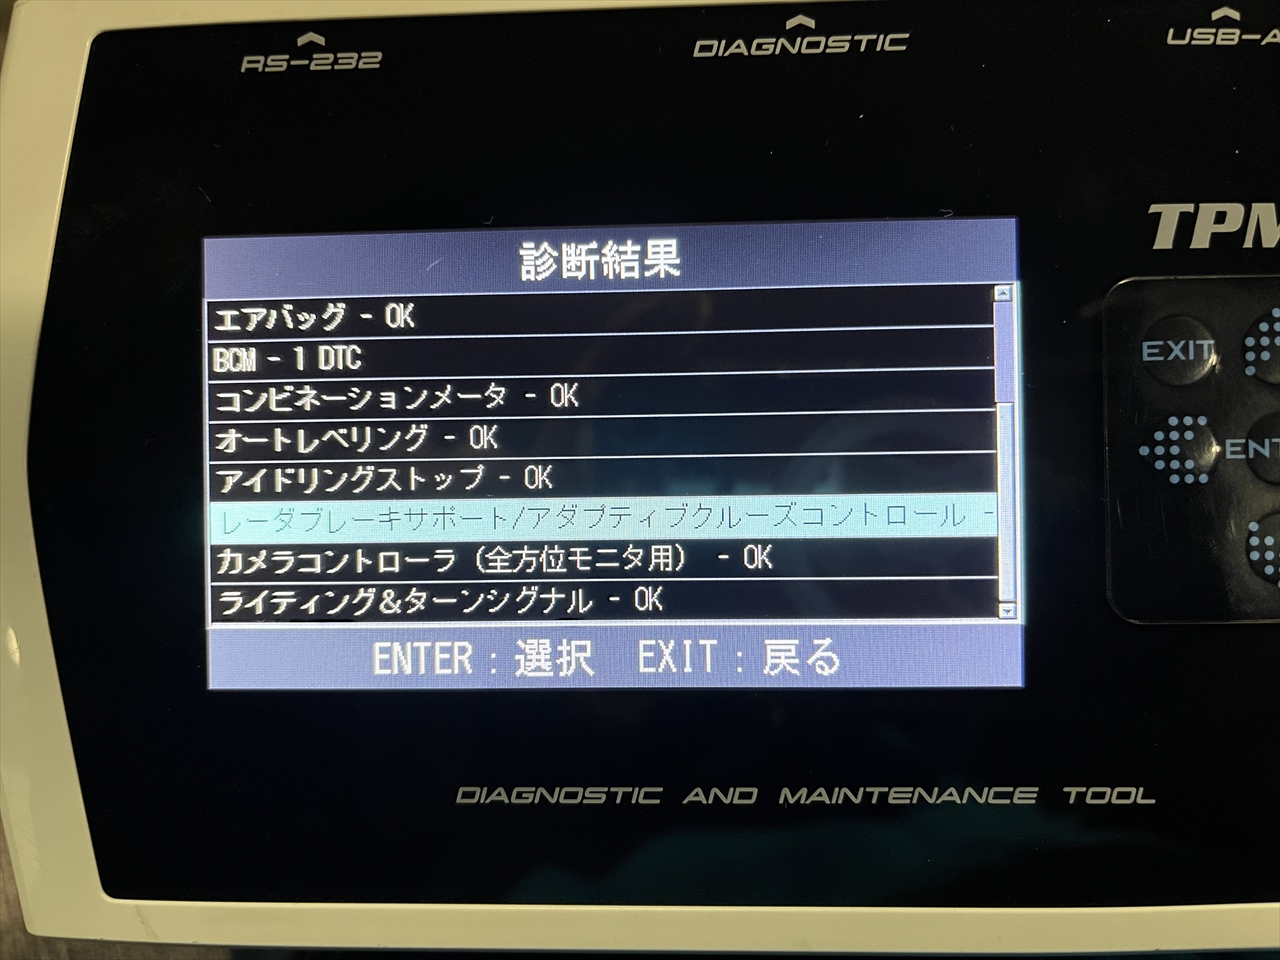 RS-232
DIAGNOSTIC
USB-A
TPM
診断結果
エアバッグ - OK
BCM - 1 DTC
コンビネーションメータ - OK
オートレベリング - OK
アイドリングストップ - OK
レーダブレーキサポート/アダプティブクルーズコントロール -
カメラコントローラ (全方位モニタ用) - OK
ライティング&ターンシグナル - OK
ENTER : 選択 EXIT : 戻る
EXIT
ENT
DIAGNOSTIC AND MAINTENANCE TOOL